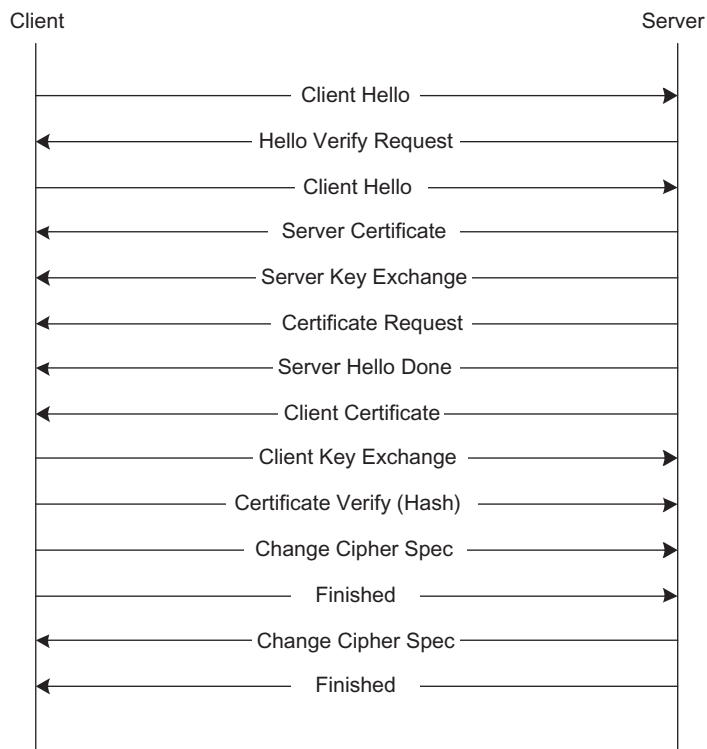 Client
Server
Client Hello
Hello Verify Request
Client Hello
Server Certificate
Server Key Exchange
Certificate Request
Server Hello Done
Client Certificate
Client Key Exchange
Certificate Verify (Hash)
Change Cipher Spec
Finished
Change Cipher Spec
Finished